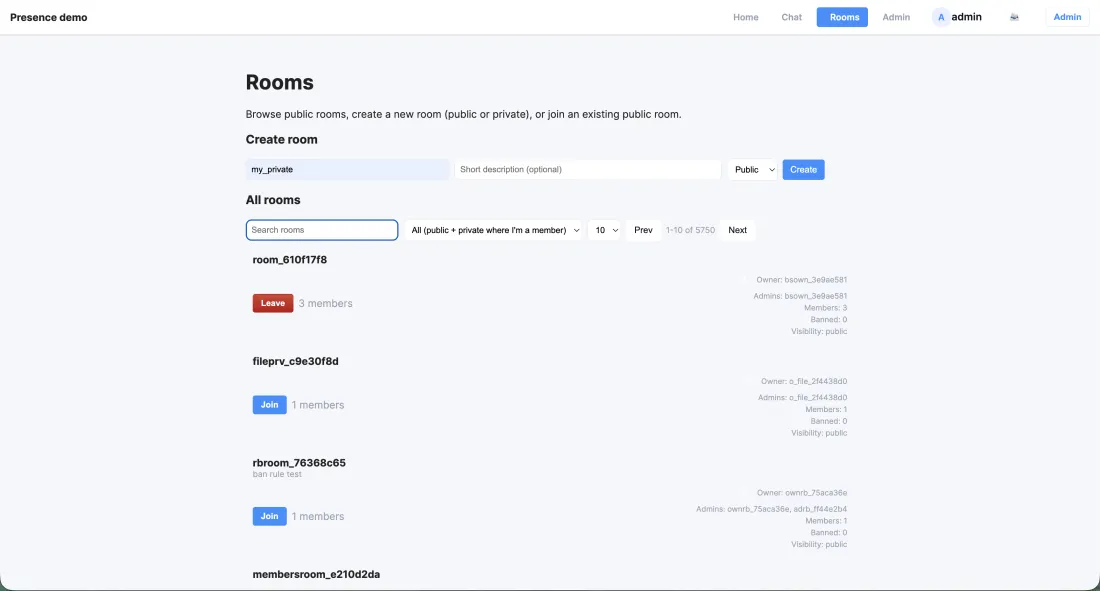 Presence demo
Home Chat Rooms Admin A admin Admin
Rooms
Browse public rooms, create a new room (public or private), or join an existing public room.
Create room
my_private Short description (optional) Public Create
All rooms
Search rooms All (public + private where I'm a member) 10 Prev 1-10 of 5750 Next
room_610f17f8
Owner: bsown_3e9ae581
Admins: bsown_3e9ae581
Leave 3 members
Members: 3
Banned: 0
Visibility: public
fileprv_c9e30f8d
Owner: o_file_2f4438d0
Admins: o_file_2f4438d0
Join 1 members
Members: 1
Banned: 0
Visibility: public
rbroom_76368c65
ban rule test
Owner: ownrb_75aca36e
Admins: ownrb_75aca36e, adrb_ff44e2b4
Join 1 members
Members: 1
Banned: 0
Visibility: public
membersroom_e210d2da